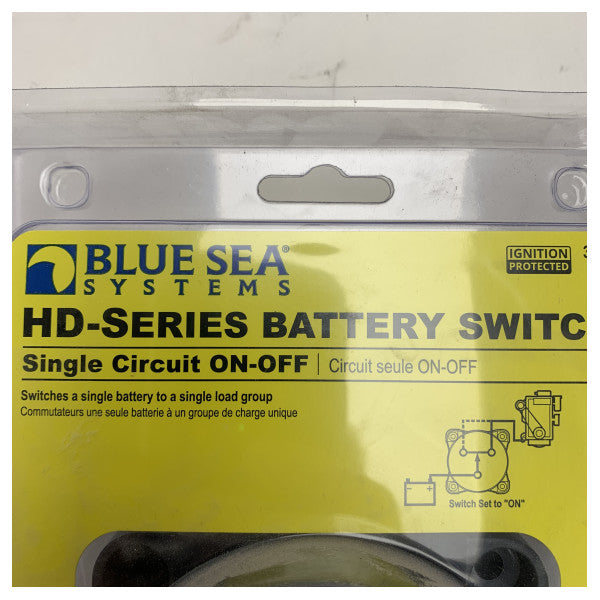 BLUE SEA®
SYSTEMS
IGNITION
PROTECTED
HD-SERIES BATTERY SWITC
Single Circuit ON-OFF | Circuit seule ON-OFF
Switches a single battery to a single load group
Commutateurs une seule batterie à un groupe de charge unique
Switch Set to "ON"